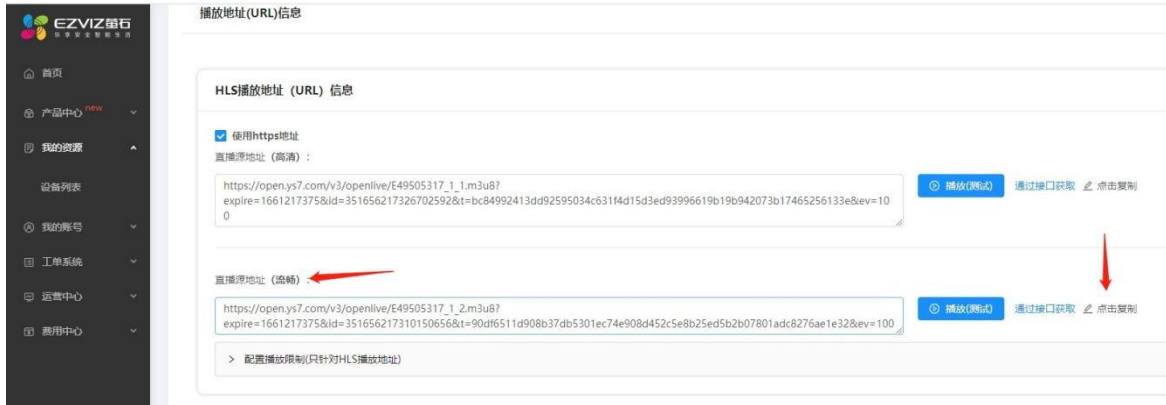 播放地址(URL)信息
EZVIZ萤石
乐享安全智能生活
首页
产品中心 new
我的资源
设备列表
我的账号
工单系统
运营中心
费用中心
HLS播放地址（URL）信息
使用https地址
直播源地址（高清）:
https://open.ys7.com/v3/openlive/E49505317_1_1.m3u8?
expire=1661217375&id=351656217326702592&t=bc84992413dd92595034c631f4d15d3ed93996619b19b942073b17465256133e&ev=10
0
播放(测试) 通过接口获取 点击复制
直播源地址（流畅）:
https://open.ys7.com/v3/openlive/E49505317_1_2.m3u8?
expire=1661217375&id=351656217310150656&t=90df6511d908b37db5301ec74e908d452c5e8b25ed5b2b07801adc8276ae1e32&ev=100
播放(测试) 通过接口获取 点击复制
配置播放限制(只针对HLS播放地址)